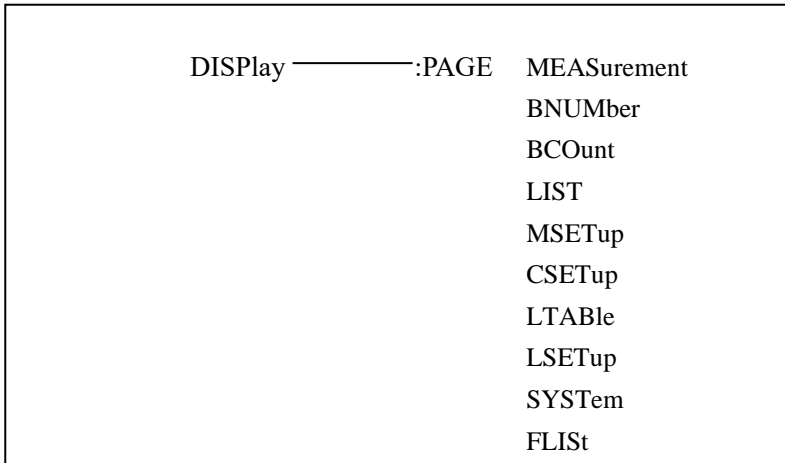 DISPlay :PAGE MEASurement
BNUMber
BCOunt
LIST
MSETup
CSETup
LTABle
LSETup
SYSTem
FLISt